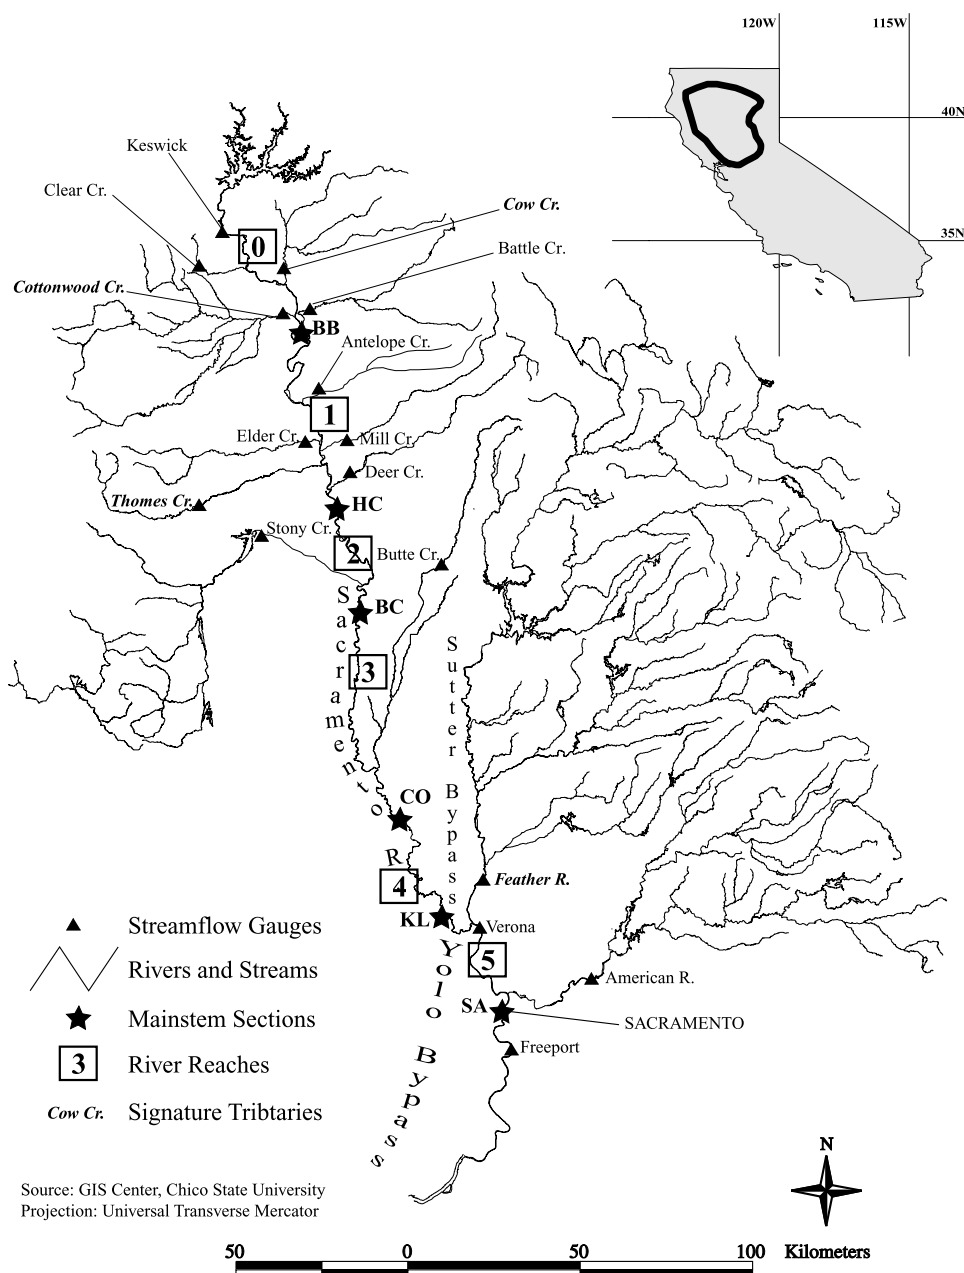 120W
115W
40N
35N
Keswick
Clear Cr.
Cow Cr.
0
Battle Cr.
Cottonwood Cr.
BB
Antelope Cr.
1
Elder Cr.
Mill Cr.
Deer Cr.
Thomes Cr.
HC
Stony Cr.
2
Butte Cr.
BC
3
Sacramento R
Sutter Bypass
CO
4
Feather R.
KL
Verona
5
American R.
SA
SACRAMENTO
Freeport
Yolo Bypass
Streamflow Gauges
Rivers and Streams
Mainstem Sections
3
River Reaches
Cow Cr.
Signature Tribtaries
N
Source: GIS Center, Chico State University
Projection: Universal Transverse Mercator
50
0
50
100
Kilometers